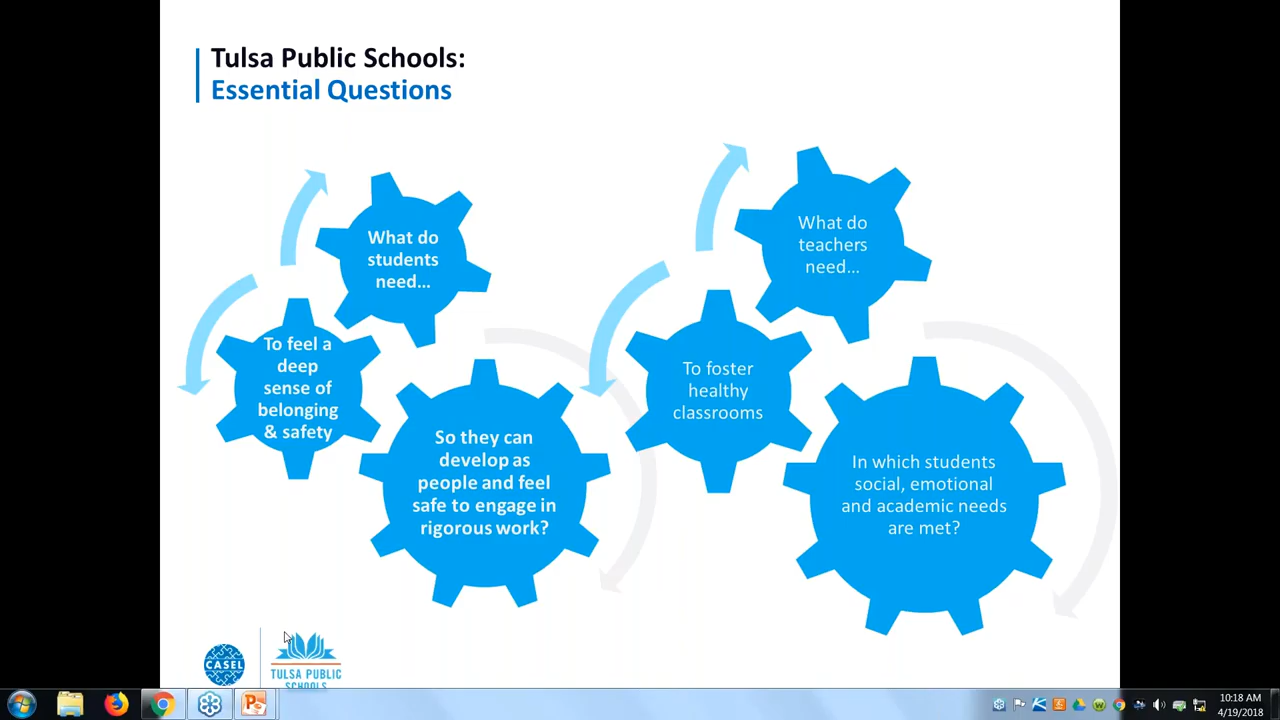 Tulsa Public Schools:
Essential Questions
What do
students
need...
To feel a
deep
sense of
belonging
& safety
So they can
develop as
people and feel
safe to engage in
rigorous work?
What do
teachers
need...
To foster
healthy
classrooms
In which students
social, emotional
and academic needs
are met?
CASEL
TULSA PUBLIC
SCHOOLS
10:18 AM
4/19/2018